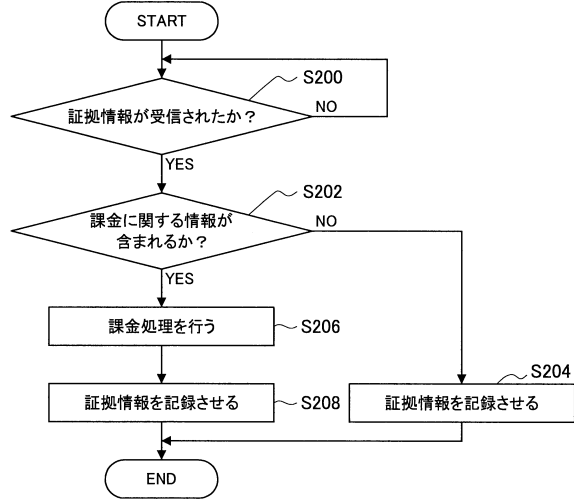 START
S200
証拠情報が受信されたか？
NO
YES
S202
課金に関する情報が
含まれるか？
NO
YES
課金処理を行う
S206
S204
証拠情報を記録させる
S208
証拠情報を記録させる
END